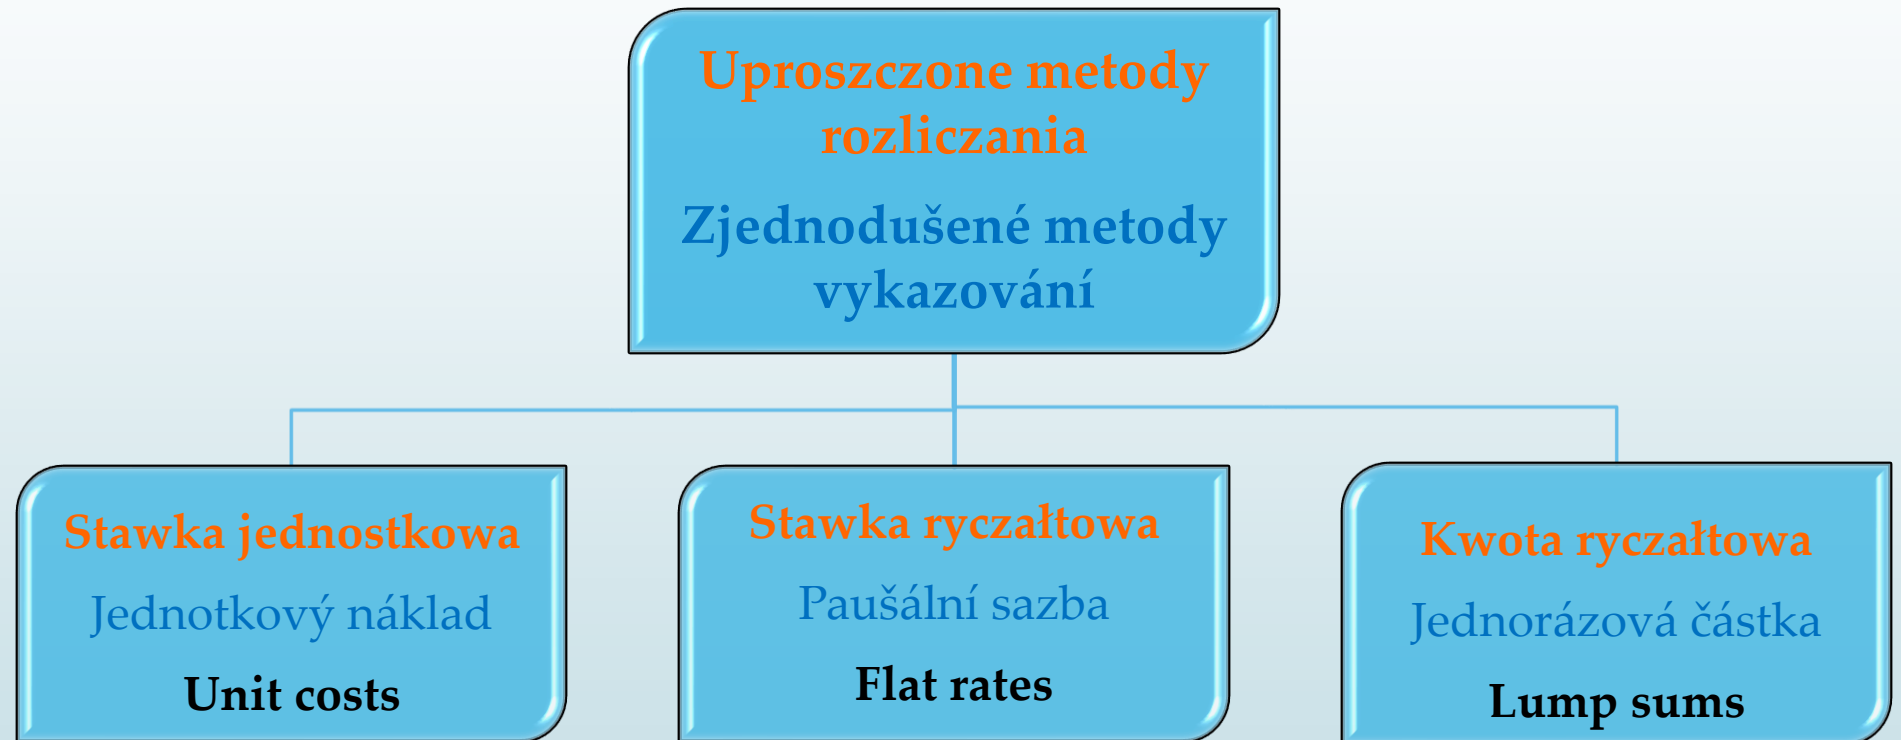 Uproszczone metody
rozliczania
Zjednodušené metody
vykazování
Stawka jednostkowa
Jednotkový náklad
Unit costs
Stawka ryczałtowa
Paušální sazba
Flat rates
Kwota ryczałtowa
Jednorázová částka
Lump sums